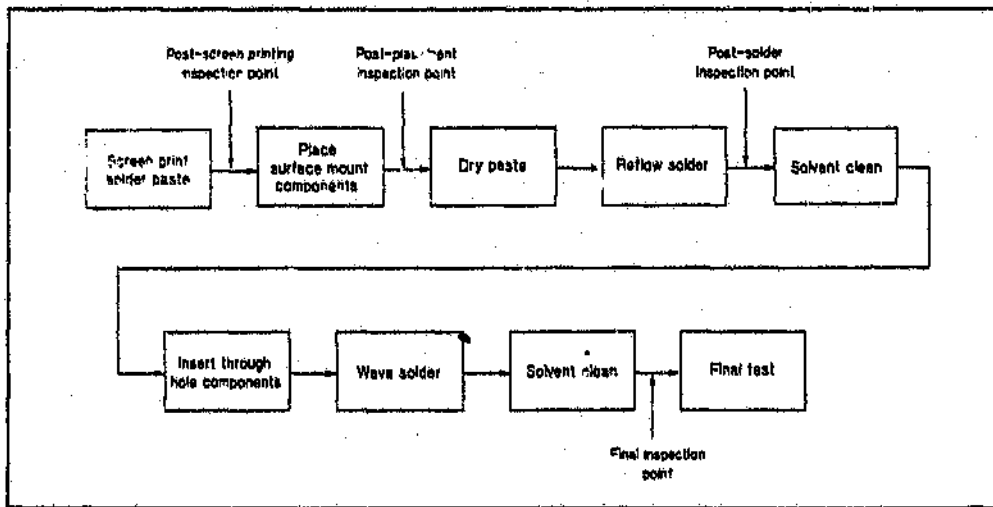 Post-screen printing
inspection point
Post-placement
inspection point
Post-solder
inspection point
Screen print
solder paste
Place
surface mount
components
Dry paste
Reflow solder
Solvent clean
Insert through
hole components
Wave solder
Solvent clean
Final test
Final inspection
point